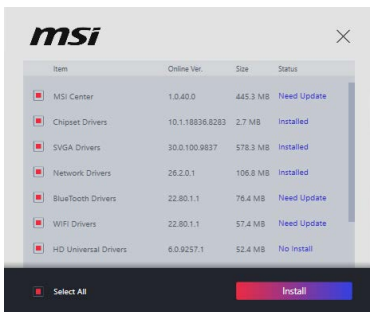 msi
Item Online Ver. Size Status
MSI Center 1.0.40.0 445.3 MB Need Update
Chipset Drivers 10.1.18836.8283 2.7 MB Installed
SVGA Drivers 30.0.100.9837 578.3 MB Installed
Network Drivers 26.2.0.1 106.8 MB Installed
BlueTooth Drivers 22.80.1.1 76.4 MB Need Update
WIFI Drivers 22.80.1.1 57.4 MB Need Update
HD Universal Drivers 6.0.9257.1 52.4 MB No Install
Select All Install